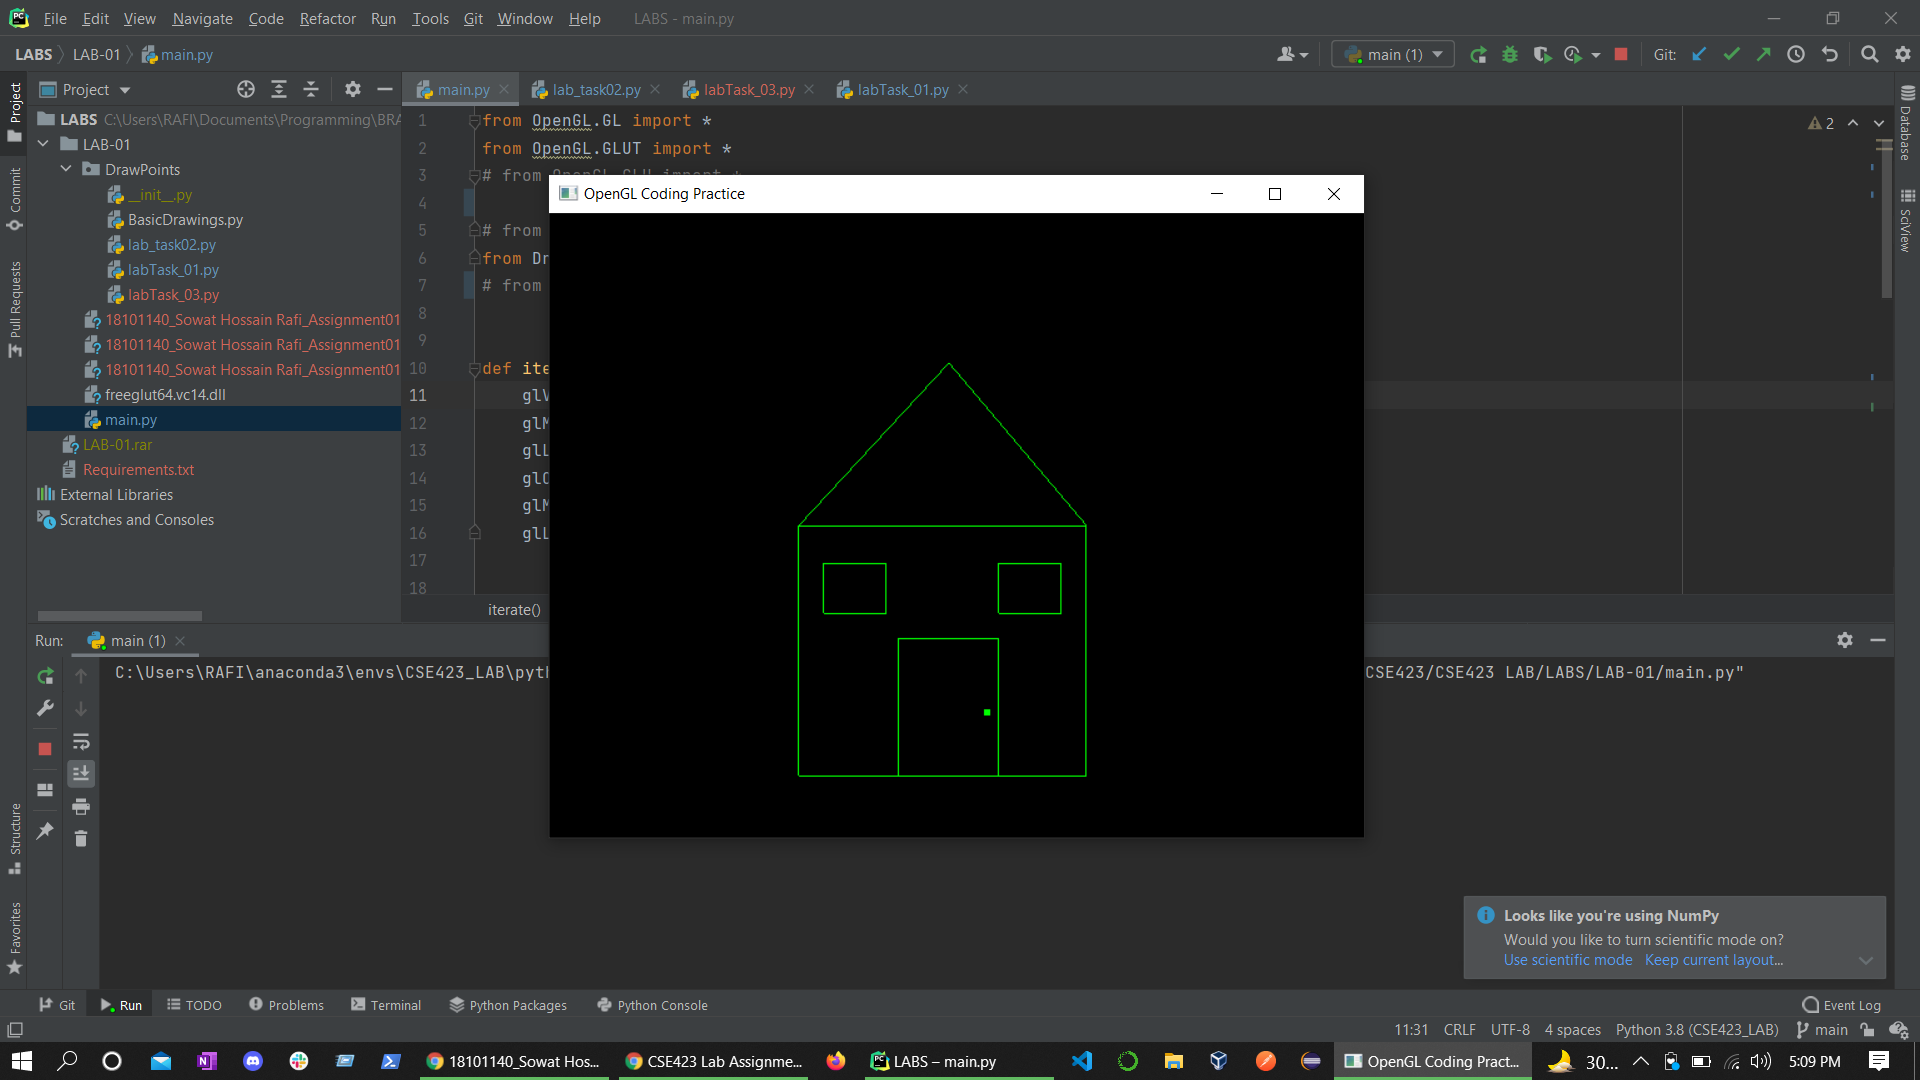 File Edit View Navigate Code Refactor Run Tools Git Window Help LABS - main.py
LABS LAB-01 main.py main (1) Git:
Project main.py lab_task02.py labTask_03.py labTask_01.py
LABS C:\Users\RAFI\Documents\Programming\BRA
LAB-01
DrawPoints
__init__.py
BasicDrawings.py
lab_task02.py
labTask_01.py
labTask_03.py
18101140_Sowat Hossain Rafi_Assignment01
18101140_Sowat Hossain Rafi_Assignment01
18101140_Sowat Hossain Rafi_Assignment01
freeglut64.vc14.dll
main.py
LAB-01.rar
Requirements.txt
External Libraries
Scratches and Consoles
Project
Commit
Pull Requests
Structure
Favorites
1 from OpenGL.GL import *
2 from OpenGL.GLUT import *
3 # from OpenGL.GLU import *
4
5 # from
6 from Dr
7 # from
8
9
10 def ite
11 glV
12 glM
13 glL
14 glO
15 glM
16 glL
17
18
iterate()
2
Database
SciView
OpenGL Coding Practice
Run: main (1)
C:\Users\RAFI\anaconda3\envs\CSE423_LAB\pyth
CSE423/CSE423 LAB/LABS/LAB-01/main.py"
Looks like you're using NumPy
Would you like to turn scientific mode on?
Use scientific mode Keep current layout...
Git Run TODO Problems Terminal Python Packages Python Console Event Log
11:31 CRLF UTF-8 4 spaces Python 3.8 (CSE423_LAB) main
18101140_Sowat Hos... CSE423 Lab Assignme... LABS – main.py OpenGL Coding Pract... 30... 5:09 PM